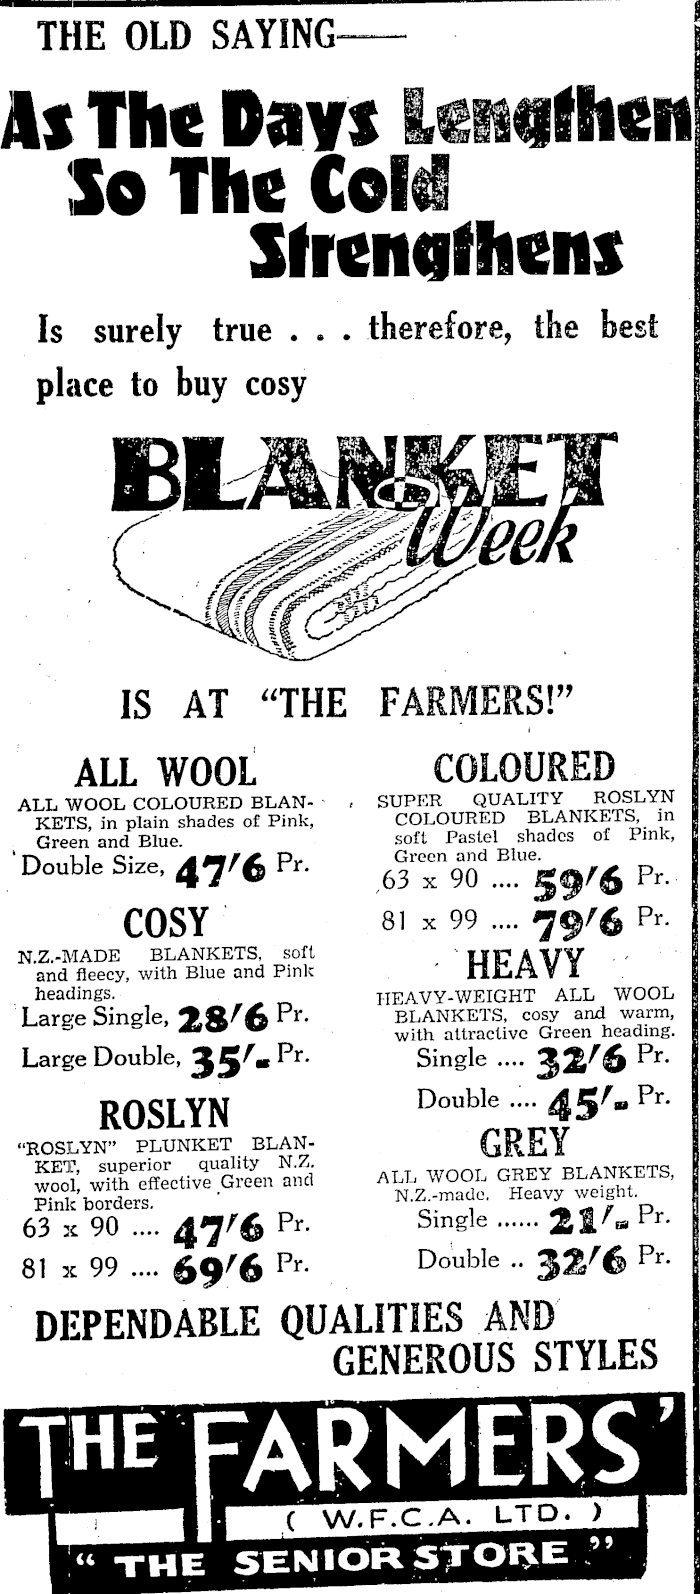 THE OLD SAYING——
As The Days Lengthen
So The Cold
Strengthens
Is surely true . . . therefore, the best
place to buy cosy
BLANKET
Week
IS AT “THE FARMERS!”
ALL WOOL
ALL WOOL COLOURED BLAN-
KETS, in plain shades of Pink,
Green and Blue.
Double Size, 47/6 Pr.
COSY
N.Z.-MADE BLANKETS, soft
and fleecy, with Blue and Pink
headings.
Large Single, 28/6 Pr.
Large Double, 35/- Pr.
ROSLYN
“ROSLYN” PLUNKET BLAN-
KET, superior quality N.Z.
wool, with effective Green and
Pink borders.
63 x 90 .... 47/6 Pr.
81 x 99 .... 69/6 Pr.
COLOURED
SUPER QUALITY ROSLYN
COLOURED BLANKETS, in
soft Pastel shades of Pink,
Green and Blue.
63 x 90 .... 59/6 Pr.
81 x 99 .... 79/6 Pr.
HEAVY
HEAVY-WEIGHT ALL WOOL
BLANKETS, cosy and warm,
with attractive Green heading.
Single .... 32/6 Pr.
Double .... 45/- Pr.
GREY
ALL WOOL GREY BLANKETS,
N.Z.-made. Heavy weight.
Single ...... 21/- Pr.
Double .. 32/6 Pr.
DEPENDABLE QUALITIES AND
GENEROUS STYLES
THE FARMERS’
( W.F.C.A. LTD. )
“ THE SENIOR STORE ”